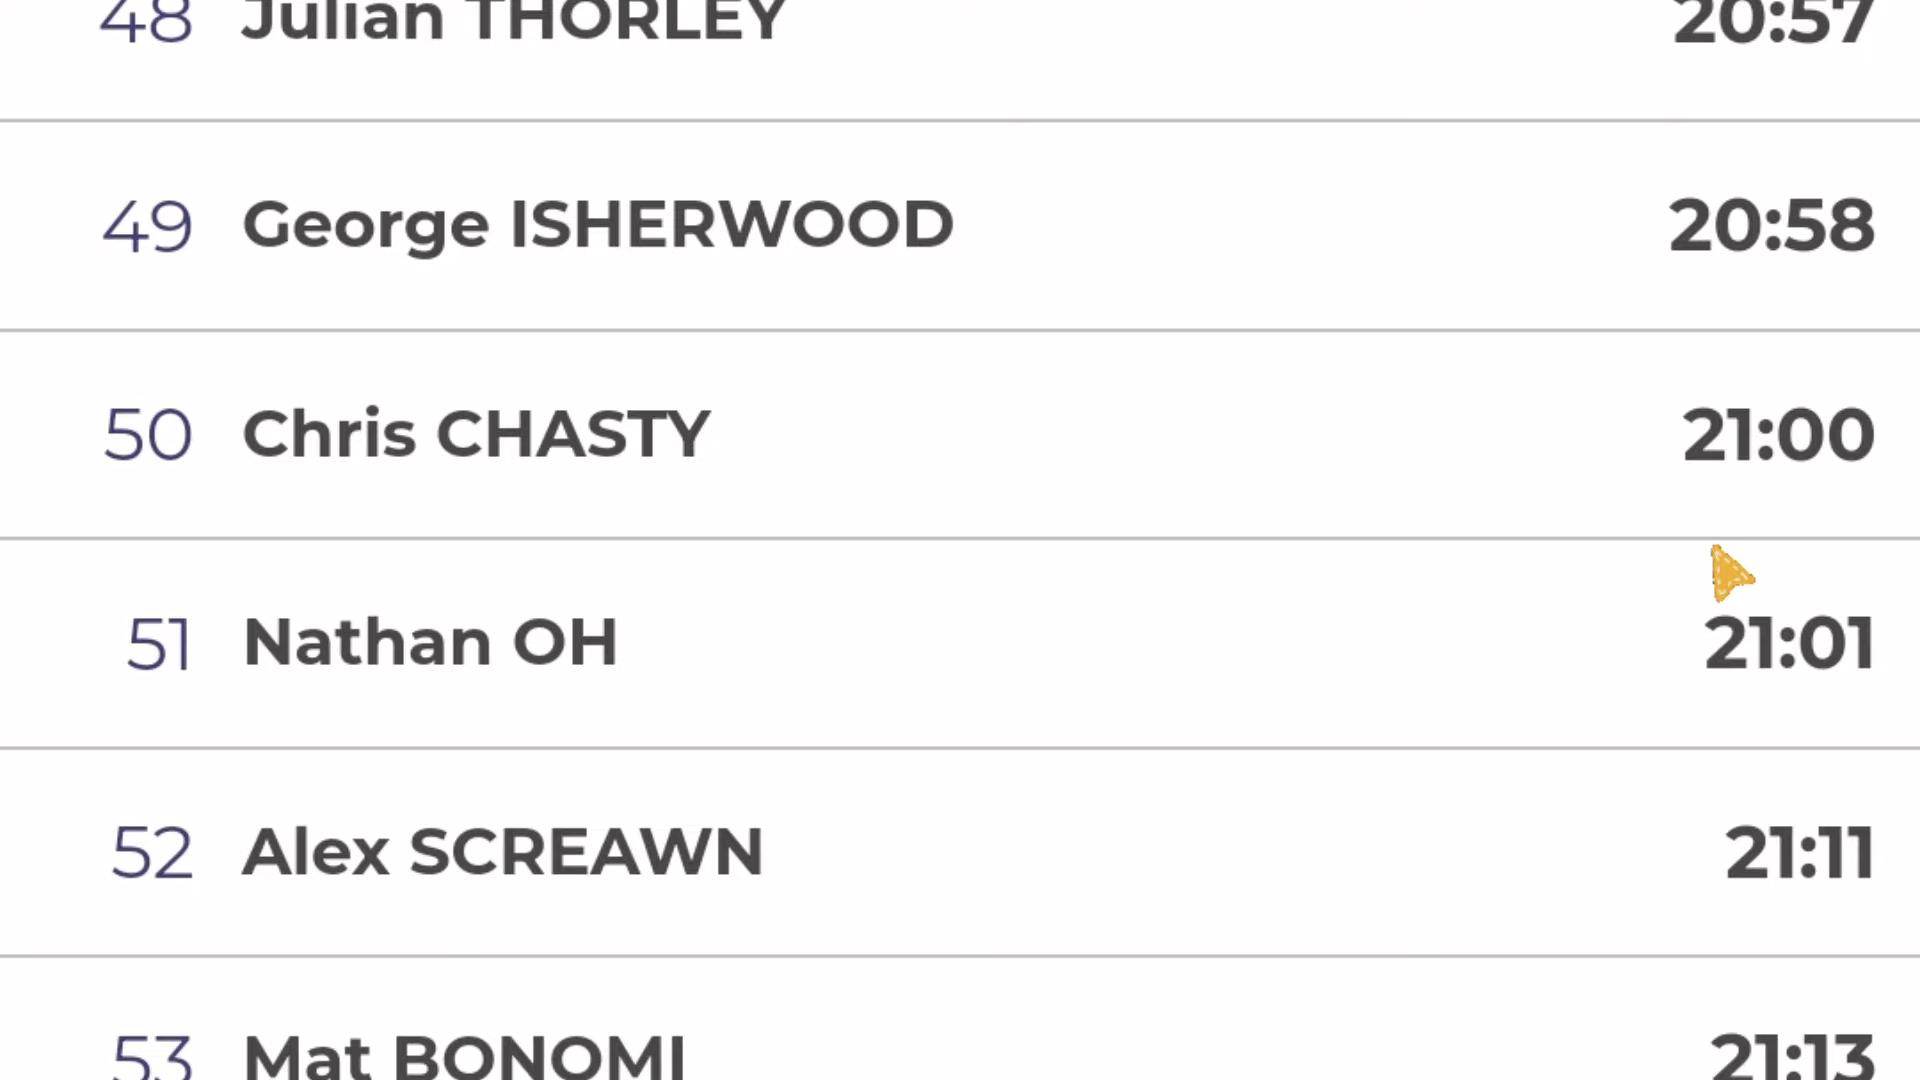 48 Julian THORLEY 20:57
49 George ISHERWOOD 20:58
50 Chris CHASTY 21:00
51 Nathan OH 21:01
52 Alex SCREAWN 21:11
53 Mat BONOMI 21:13